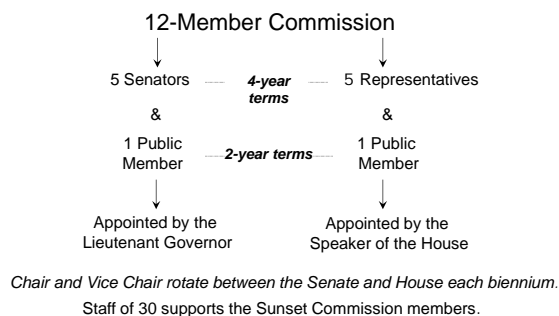 12-Member Commission
5 Senators
4-year
terms
5 Representatives
&
&
1 Public
Member
2-year terms
1 Public
Member
Appointed by the
Lieutenant Governor
Appointed by the
Speaker of the House
Chair and Vice Chair rotate between the Senate and House each biennium.
Staff of 30 supports the Sunset Commission members.